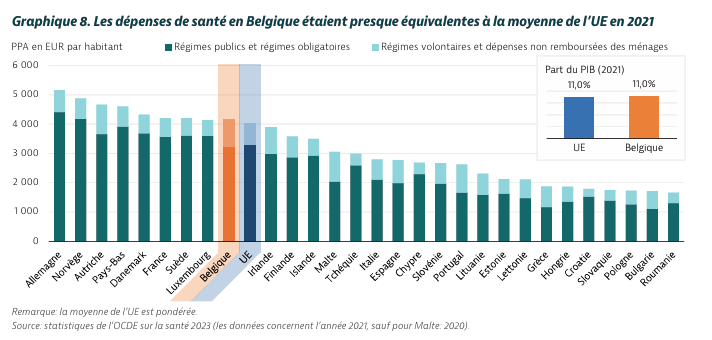 Graphique 8. Les dépenses de santé en Belgique étaient presque équivalentes à la moyenne de l'UE en 2021
PPA en EUR par habitant
Régimes publics et régimes obligatoires
Régimes volontaires et dépenses non remboursées des ménages
6 000
5 000
4 000
3 000
2 000
1 000
0
Part du PIB (2021)
11,0%
11,0%
UE
Belgique
Allemagne
Norvège
Autriche
Pays-Bas
Danemark
France
Suède
Luxembourg
Belgique
UE
Irlande
Finlande
Islande
Malte
Tchéquie
Italie
Espagne
Chypre
Slovénie
Portugal
Lituanie
Estonie
Lettonie
Grèce
Hongrie
Croatie
Slovaquie
Pologne
Bulgarie
Roumanie
Remarque: la moyenne de l'UE est pondérée.
Source: statistiques de l'OCDE sur la santé 2023 (les données concernent l'année 2021, sauf pour Malte: 2020).